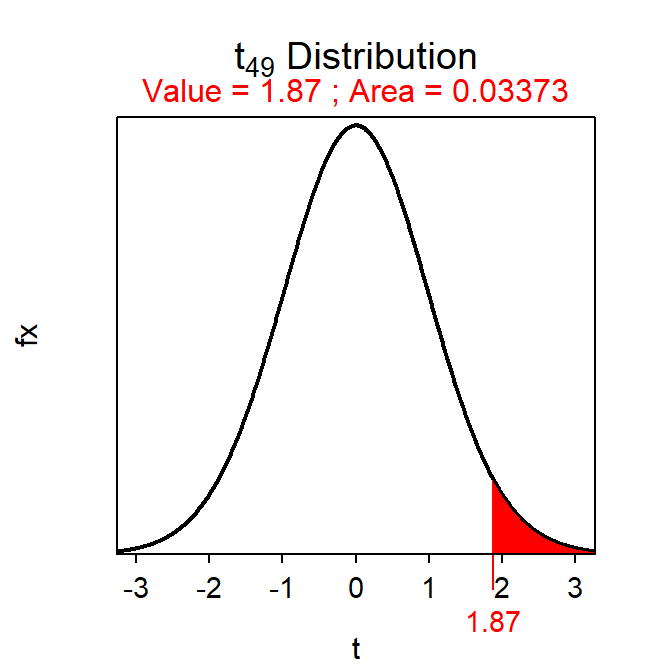 t₄₉ Distribution
Value = 1.87 ; Area = 0.03373
fx
-3 -2 -1 0 1 2 3
1.87
t